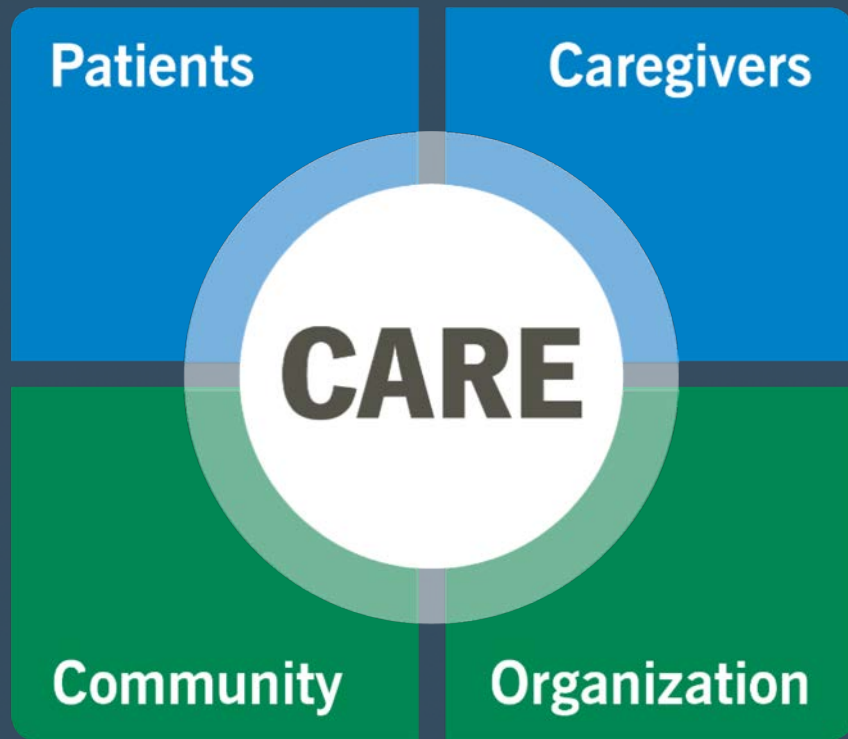 Patients
Caregivers
CARE
Community
Organization